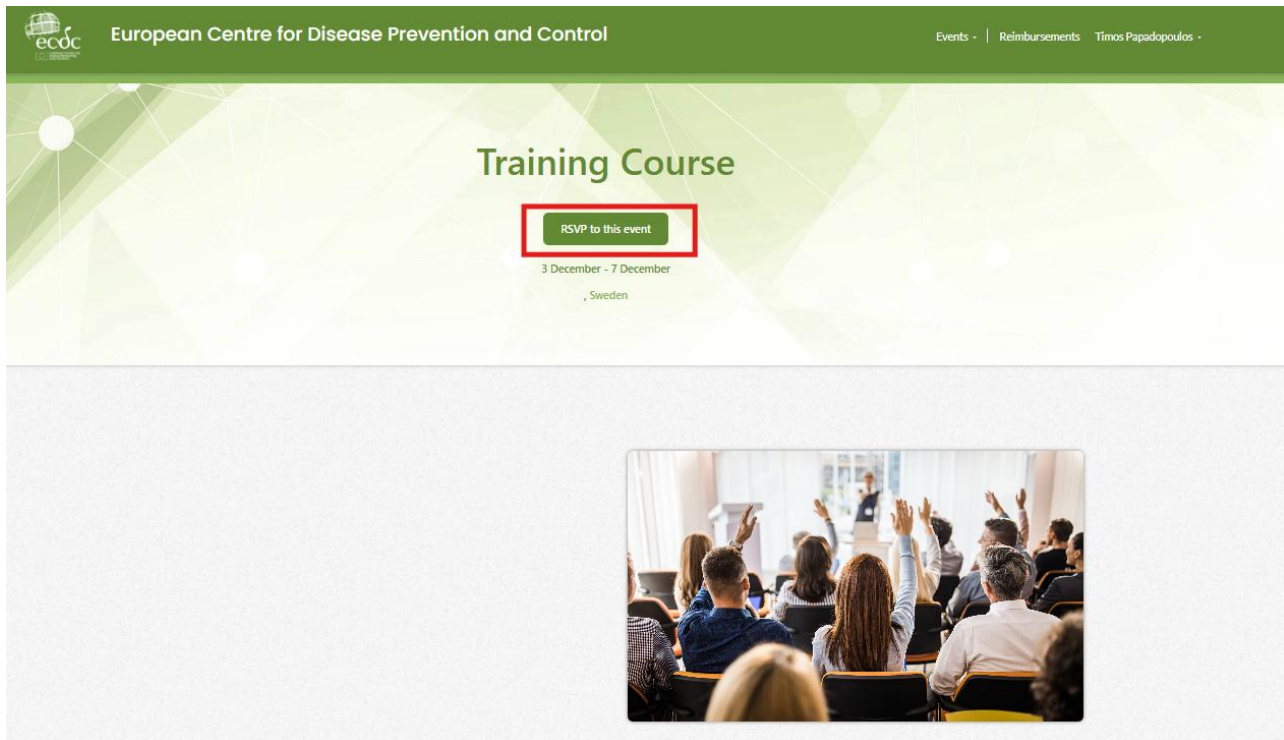 ecdc
European Centre for Disease Prevention and Control
Events - | Reimbursements Timos Papadopoulos -
Training Course
RSVP to this event
3 December - 7 December
, Sweden